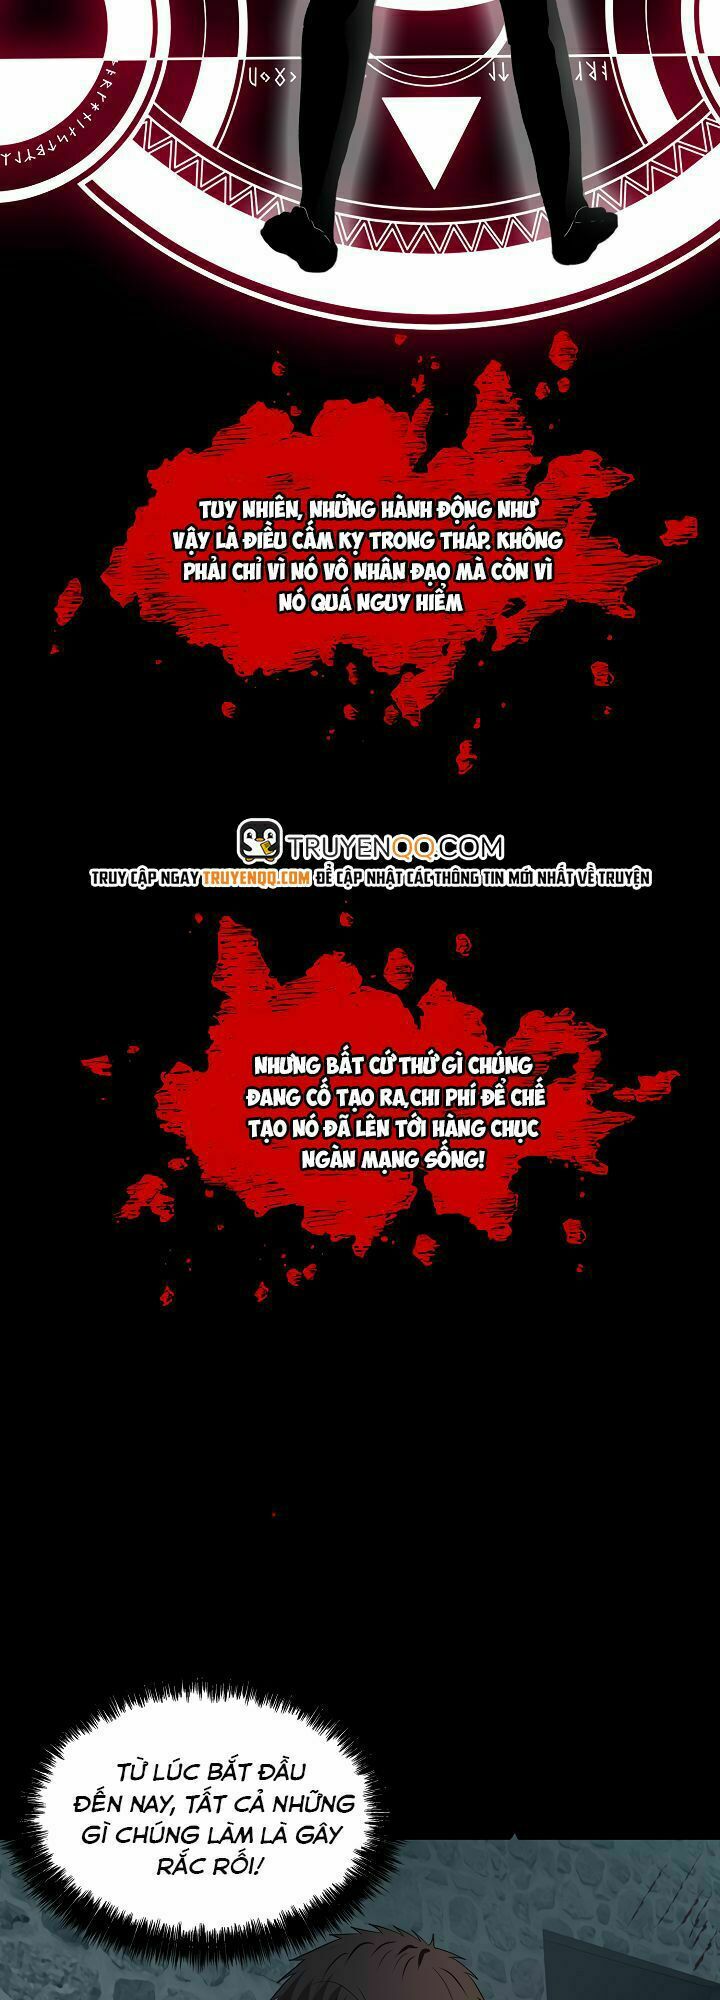 TUY NHIÊN, NHỮNG HÀNH ĐỘNG NHƯ
VẬY LÀ ĐIỀU CẤM KỴ TRONG THÁP. KHÔNG
PHẢI CHỈ VÌ NÓ VÔ NHÂN ĐẠO MÀ CÒN VÌ
NÓ QUÁ NGUY HIỂM
TRUYENQQ.COM
TRUY CẬP NGAY TRUYENQQ.COM ĐỂ CẬP NHẬT CÁC THÔNG TIN MỚI NHẤT VỀ TRUYỆN
NHƯNG BẤT CỨ THỨ GÌ CHÚNG
ĐANG CỐ TẠO RA,CHI PHÍ ĐỂ CHẾ
TẠO NÓ ĐÃ LÊN TỚI HÀNG CHỤC
NGÀN MẠNG SỐNG!
TỪ LÚC BẮT ĐẦU
ĐẾN NAY, TẤT CẢ NHỮNG
GÌ CHÚNG LÀM LÀ GÂY
RẮC RỐI!